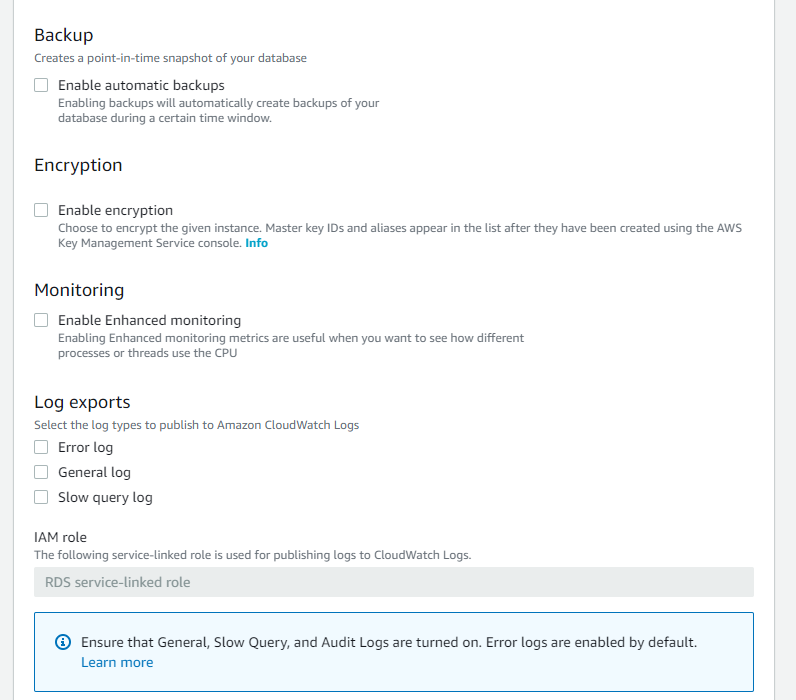 Backup
Creates a point-in-time snapshot of your database
Enable automatic backups
Enabling backups will automatically create backups of your
database during a certain time window.
Encryption
Enable encryption
Choose to encrypt the given instance. Master key IDs and aliases appear in the list after they have been created using the AWS
Key Management Service console. Info
Monitoring
Enable Enhanced monitoring
Enabling Enhanced monitoring metrics are useful when you want to see how different
processes or threads use the CPU
Log exports
Select the log types to publish to Amazon CloudWatch Logs
Error log
General log
Slow query log
IAM role
The following service-linked role is used for publishing logs to CloudWatch Logs.
RDS service-linked role
Ensure that General, Slow Query, and Audit Logs are turned on. Error logs are enabled by default.
Learn more